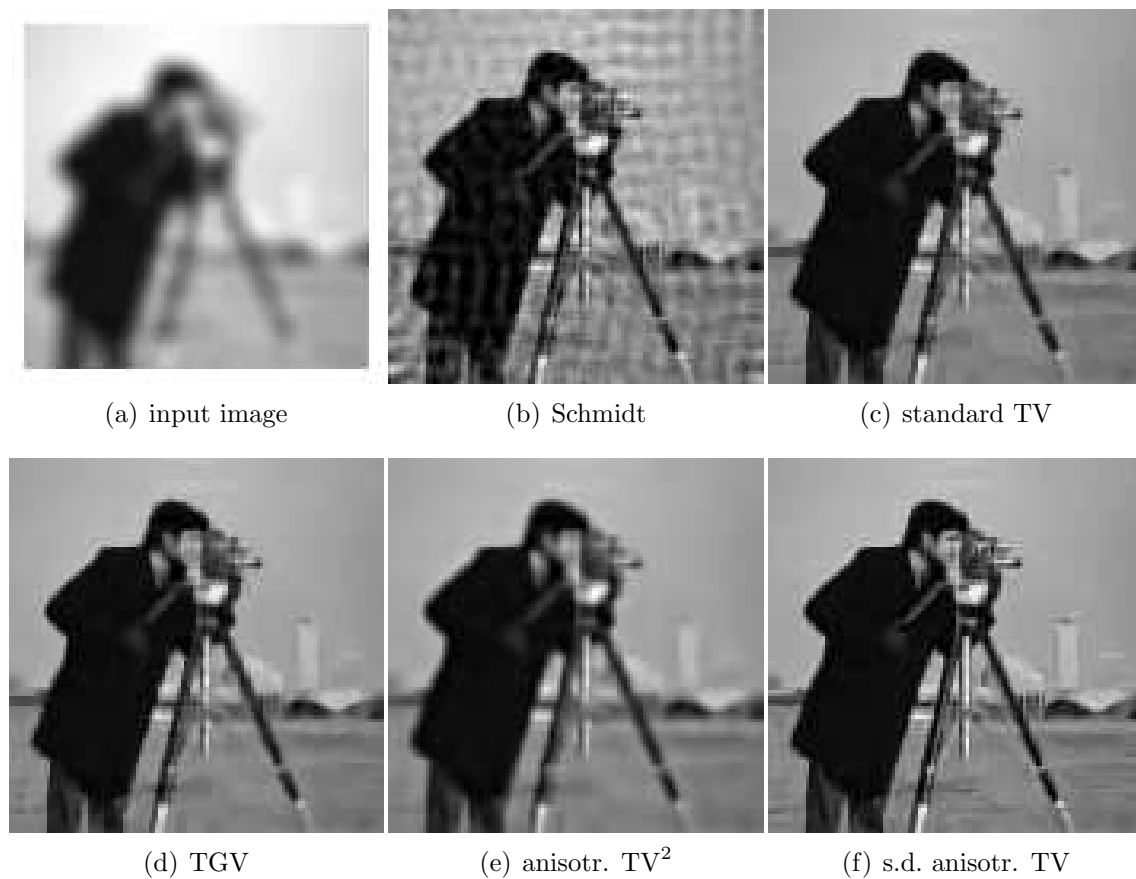 (a) input image
(b) Schmidt
(c) standard TV
(d) TGV
(e) anisotr. TV²
(f) s.d. anisotr. TV